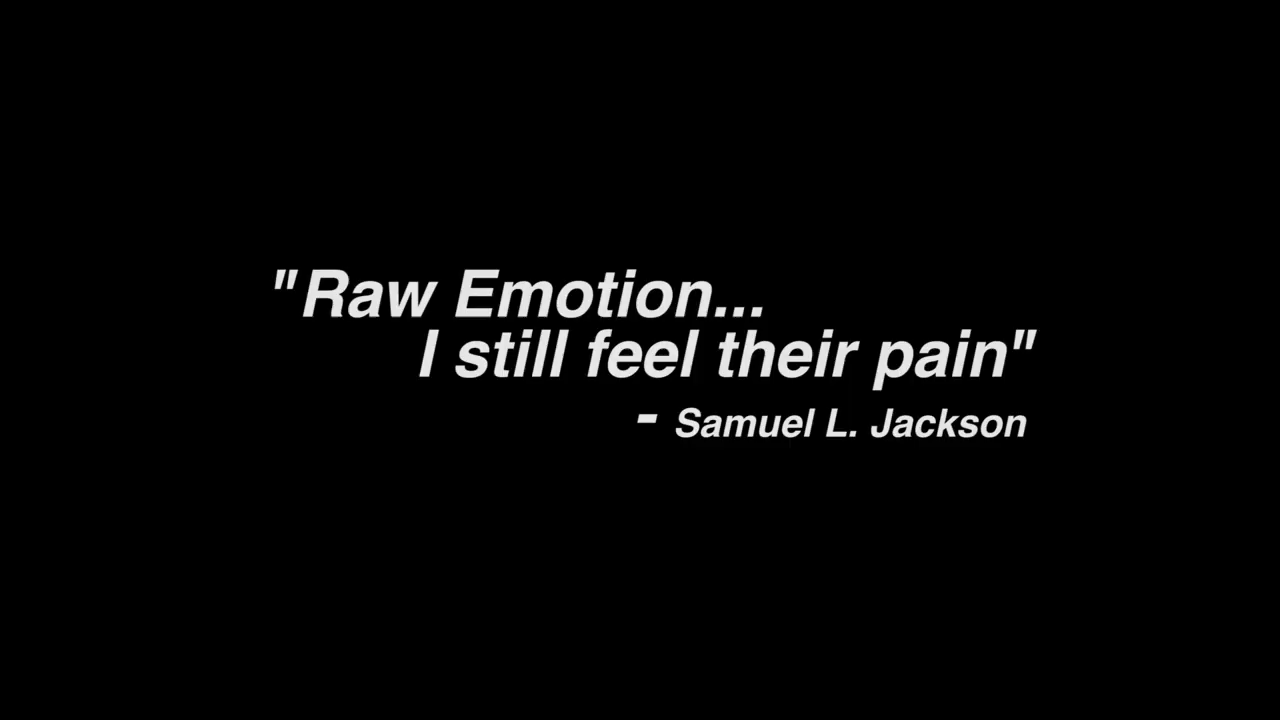 "Raw Emotion...
I still feel their pain"
- Samuel L. Jackson